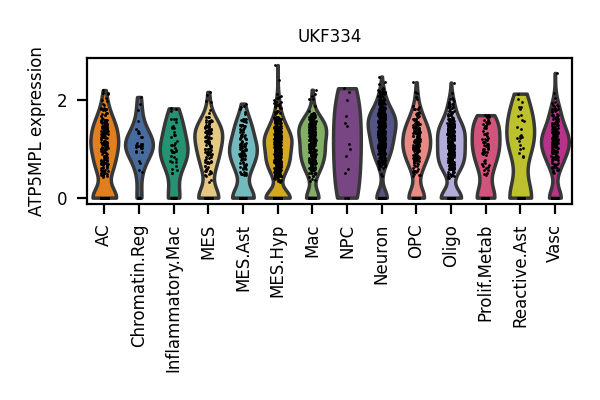 UKF334
ATP5MPL expression
2
0
AC
Chromatin.Reg
Inflammatory.Mac
MES
MES.Ast
MES.Hyp
Mac
NPC
Neuron
OPC
Oligo
Prolif.Metab
Reactive.Ast
Vasc